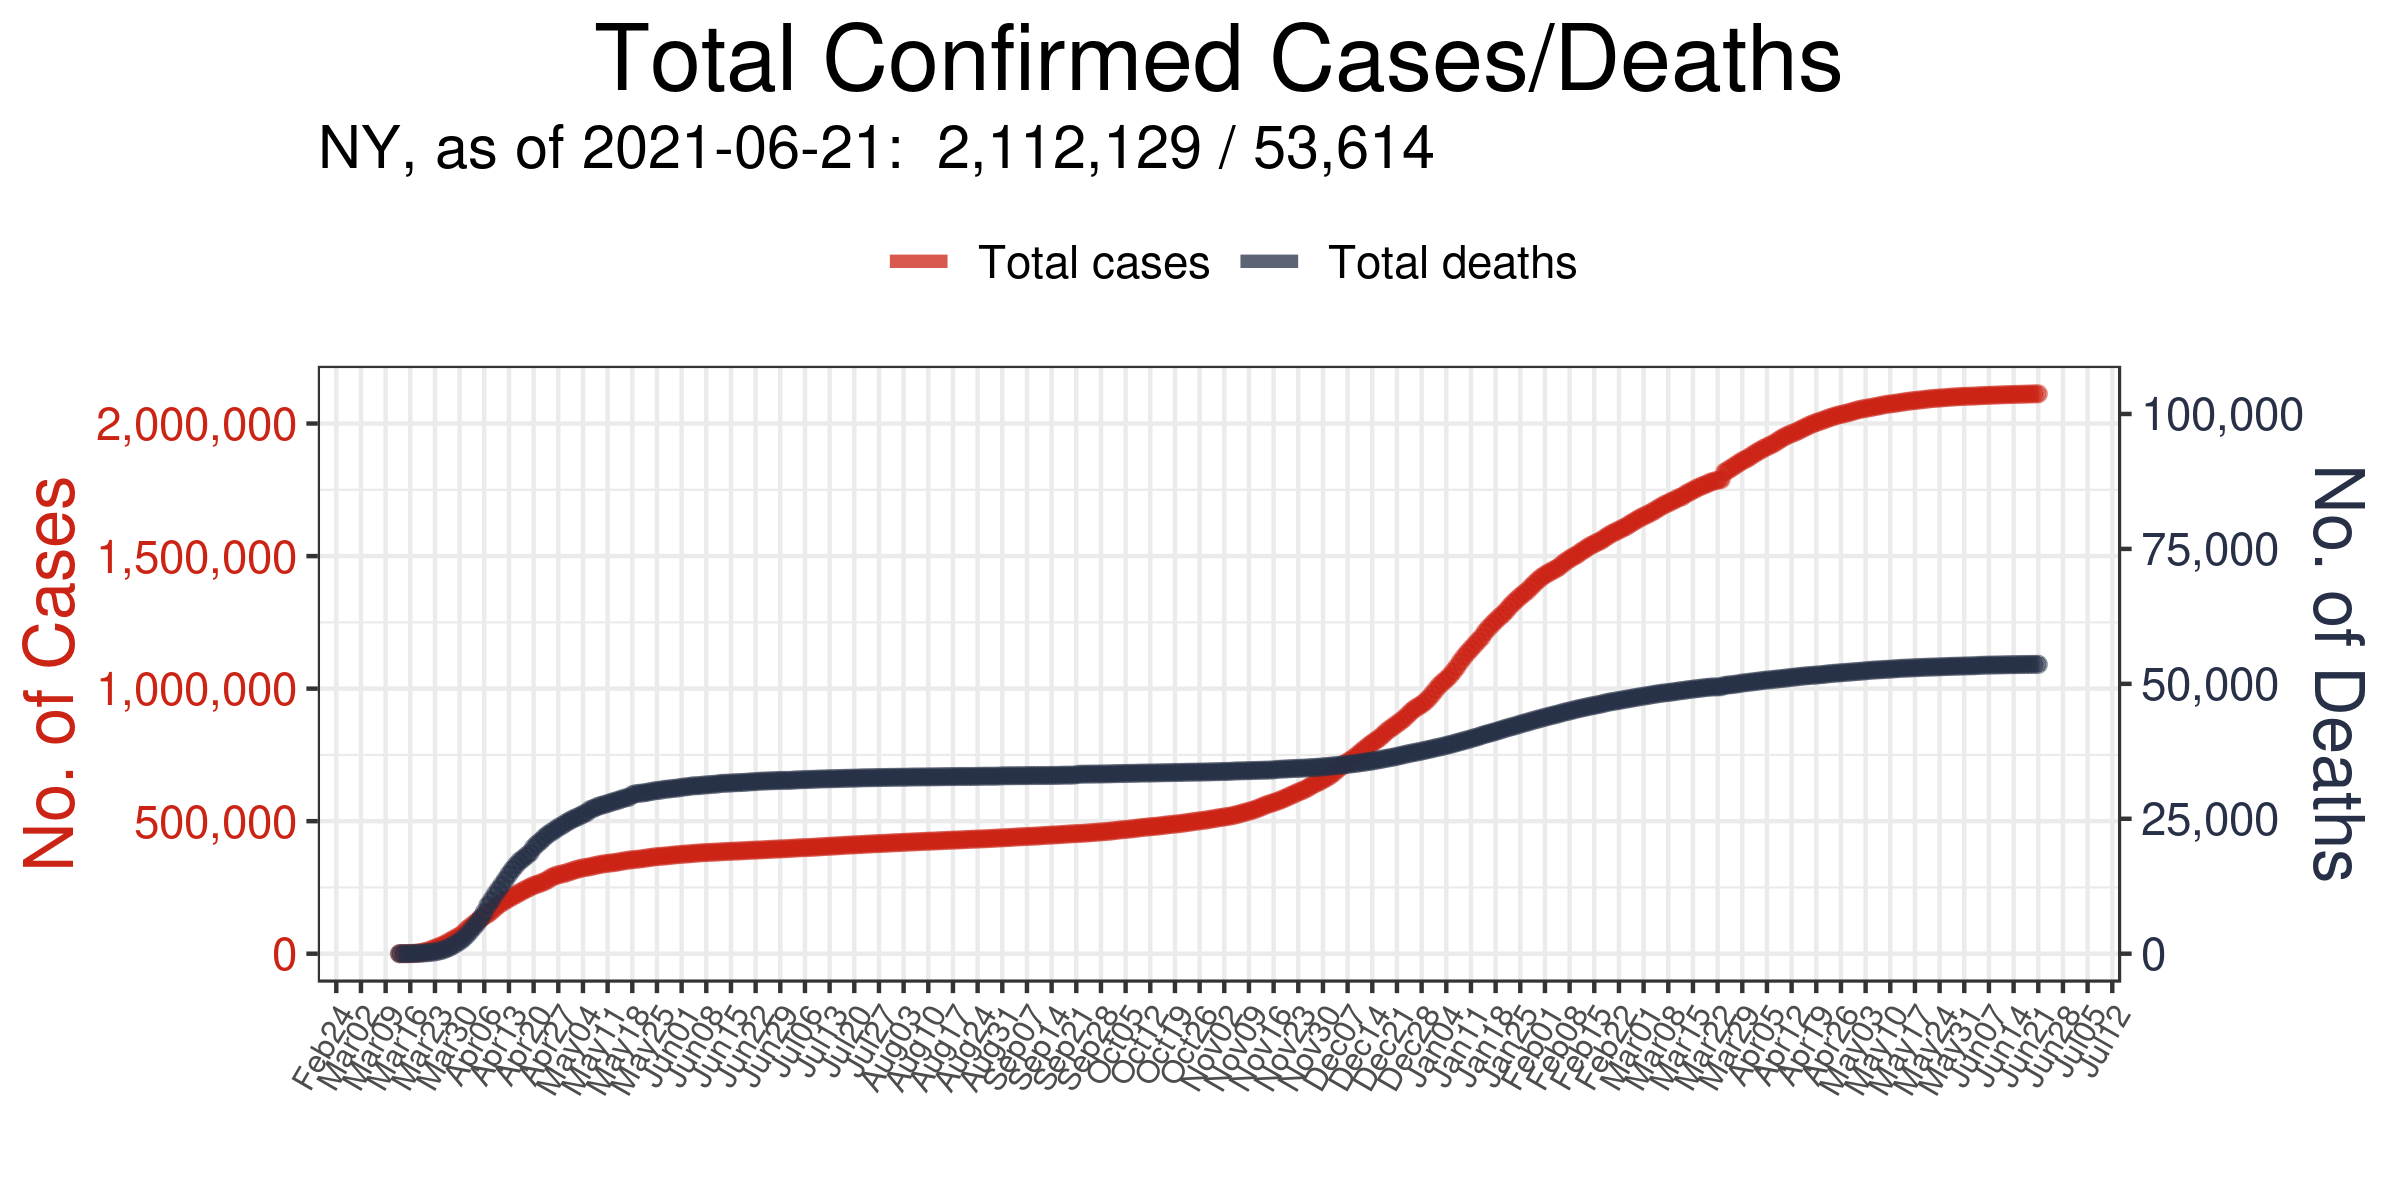 Total Confirmed Cases/Deaths
NY, as of 2021-06-21:  2,112,129 / 53,614
Total cases
Total deaths
No. of Cases
2,000,000
1,500,000
1,000,000
500,000
0
100,000
75,000
50,000
25,000
0
No. of Deaths
Feb24
Mar02
Mar09
Mar16
Mar23
Mar30
Apr06
Apr13
Apr20
Apr27
May04
May11
May18
May25
Jun01
Jun08
Jun15
Jun22
Jun29
Jul06
Jul13
Jul20
Jul27
Aug03
Aug10
Aug17
Aug24
Aug31
Sep07
Sep14
Sep21
Sep28
Oct05
Oct12
Oct19
Oct26
Nov02
Nov09
Nov16
Nov23
Nov30
Dec07
Dec14
Dec21
Dec28
Jan04
Jan11
Jan18
Jan25
Feb01
Feb08
Feb15
Feb22
Mar01
Mar08
Mar15
Mar22
Mar29
Apr05
Apr12
Apr19
Apr26
May03
May10
May17
May24
May31
Jun07
Jun14
Jun21
Jun28
Jul05
Jul12